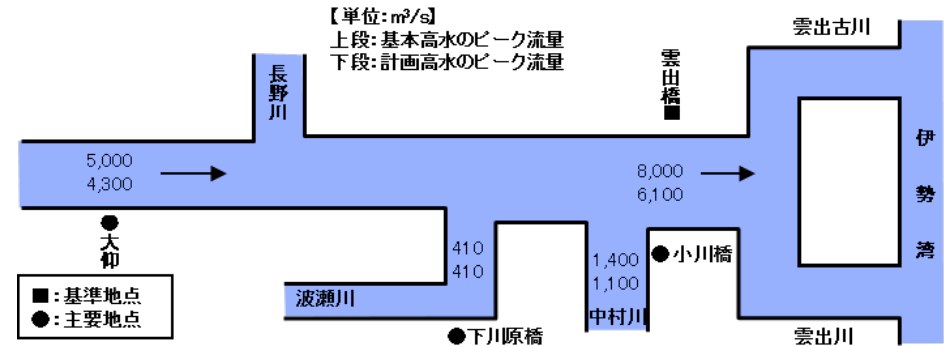 【単位:m³/s】
上段:基本高水のピーク流量
下段:計画高水のピーク流量
雲出古川
長野川
雲出橋
伊勢湾
5,000
4,300
8,000
6,100
大仰
410
410
1,400
1,100
小川橋
■:基準地点
●:主要地点
波瀬川
中村川
下川原橋
雲出川